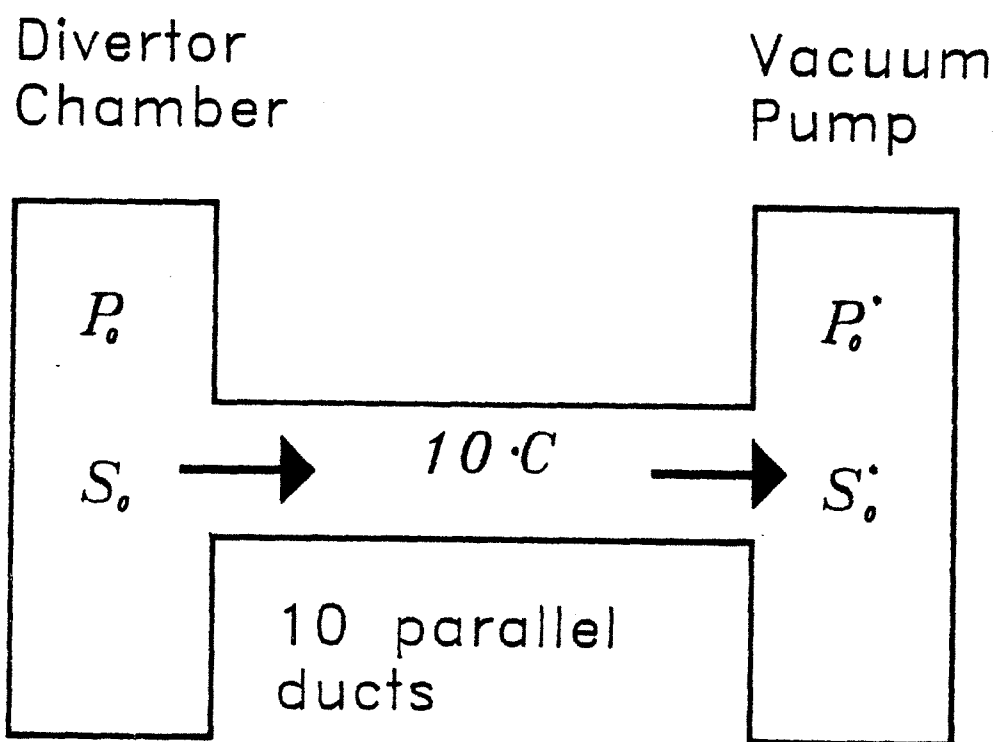 Divertor
Chamber
Vacuum
Pump
P₀
P₀*
10·C
S₀
S₀*
10 parallel
ducts